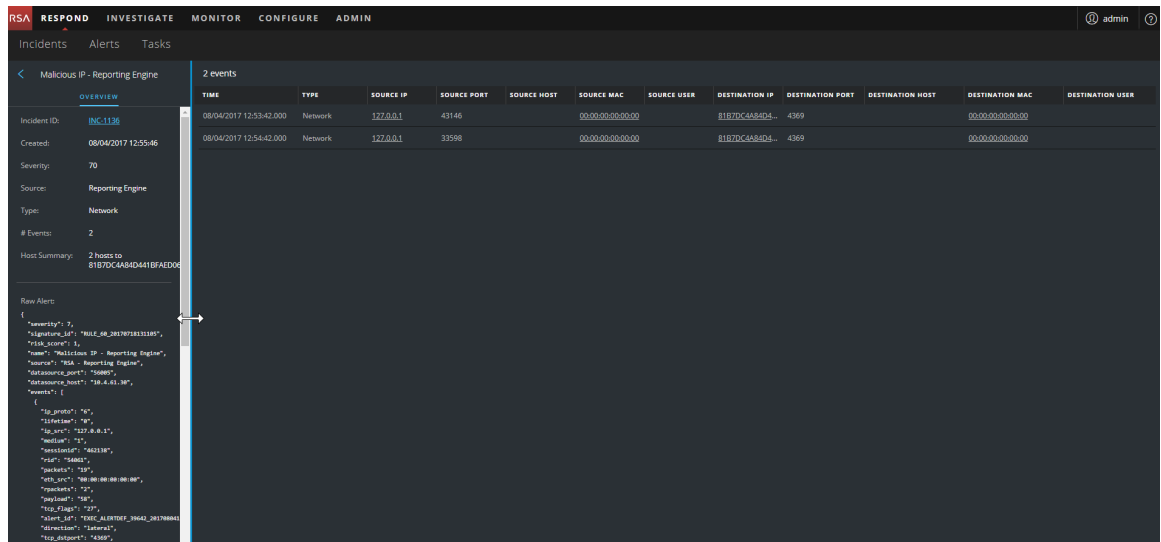 RSA RESPOND INVESTIGATE MONITOR CONFIGURE ADMIN admin ?
Incidents Alerts Tasks
Malicious IP - Reporting Engine
OVERVIEW
Incident ID: INC-1136
Created: 08/04/2017 12:55:46
Severity: 70
Source: Reporting Engine
Type: Network
# Events: 2
Host Summary: 2 hosts to
81B7DC4A84D441BFAED06
Raw Alert:
{
"severity": 7,
"signature_id": "RULE_60_20170718131105",
"risk_score": 1,
"name": "Malicious IP - Reporting Engine",
"source": "RSA - Reporting Engine",
"datasource_port": "56005",
"datasource_host": "10.4.61.30",
"events": [
{
"ip_proto": "6",
"lifetime": "0",
"ip_src": "127.0.0.1",
"medium": "1",
"sessionid": "462138",
"rid": "54061",
"packets": "19",
"eth_src": "00:00:00:00:00:00",
"rpackets": "2",
"payload": "58",
"tcp_flags": "27",
"alert_id": "EXEC_ALERTDEF_39642_201708041
"direction": "lateral",
"tcp_dstport": "4369",
2 events
TIME TYPE SOURCE IP SOURCE PORT SOURCE HOST SOURCE MAC SOURCE USER DESTINATION IP DESTINATION PORT DESTINATION HOST DESTINATION MAC DESTINATION USER
08/04/2017 12:53:42.000 Network 127.0.0.1 43146 00:00:00:00:00:00 81B7DC4A84D4... 4369 00:00:00:00:00:00
08/04/2017 12:54:42.000 Network 127.0.0.1 33598 00:00:00:00:00:00 81B7DC4A84D4... 4369 00:00:00:00:00:00